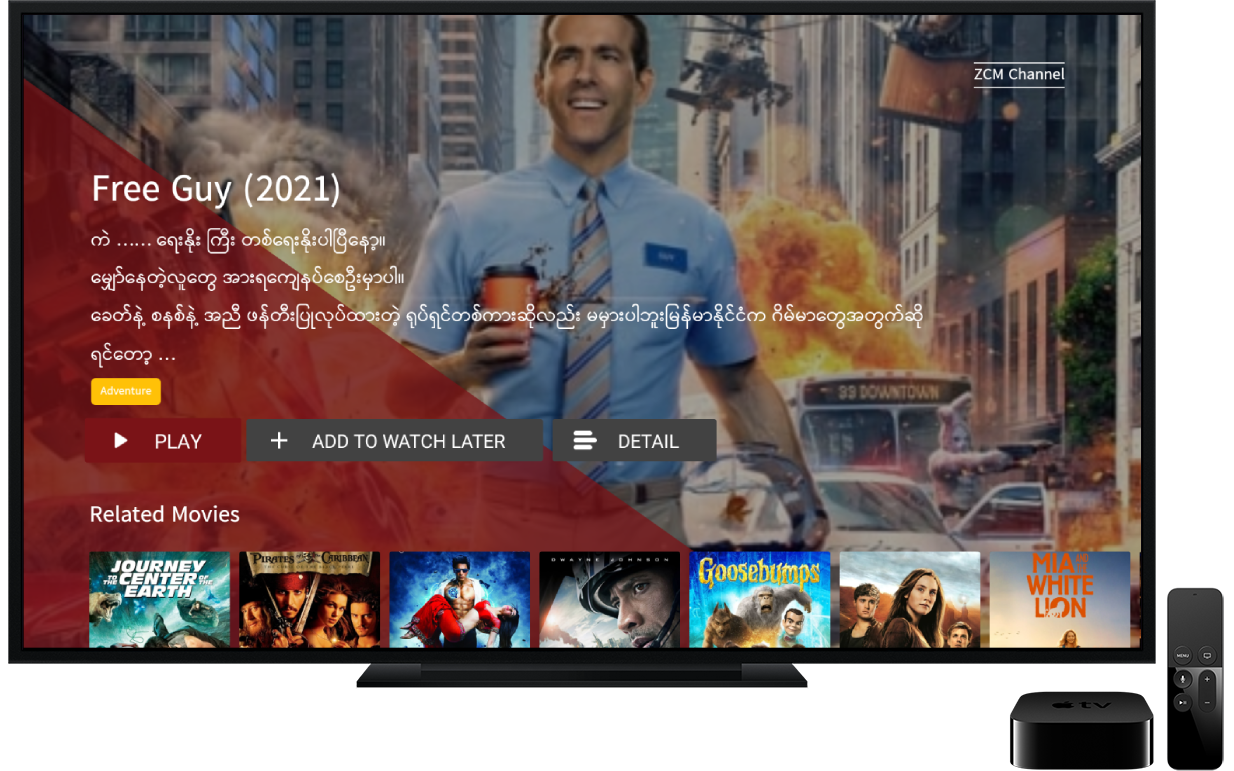 ZCM Channel
Free Guy (2021)
ကဲ …… ရေးနိုး ကြီး တစ်ရေးနိုးပါပြီနော့။
မျှော်နေတဲ့လူတွေ အားရကျေနပ်စေဦးမှာပါ။
ခေတ်နဲ့ စနစ်နဲ့ အညီ ဖန်တီးပြုလုပ်ထားတဲ့ ရုပ်ရှင်တစ်ကားဆိုလည်း မမှားပါဘူးမြန်မာနိုင်ငံက ဂိမ်မာတွေအတွက်ဆို
ရင်တော့ …
GUY
33 DOWNTOWN
Adventure
PLAY
ADD TO WATCH LATER
DETAIL
Related Movies
JOURNEY
TO THE CENTER OF THE
EARTH
PIRATES OF THE CARIBBEAN
DWAYNE JOHNSON
Goosebumps
MIA AND THE
WHITE
LION
MENU
tv